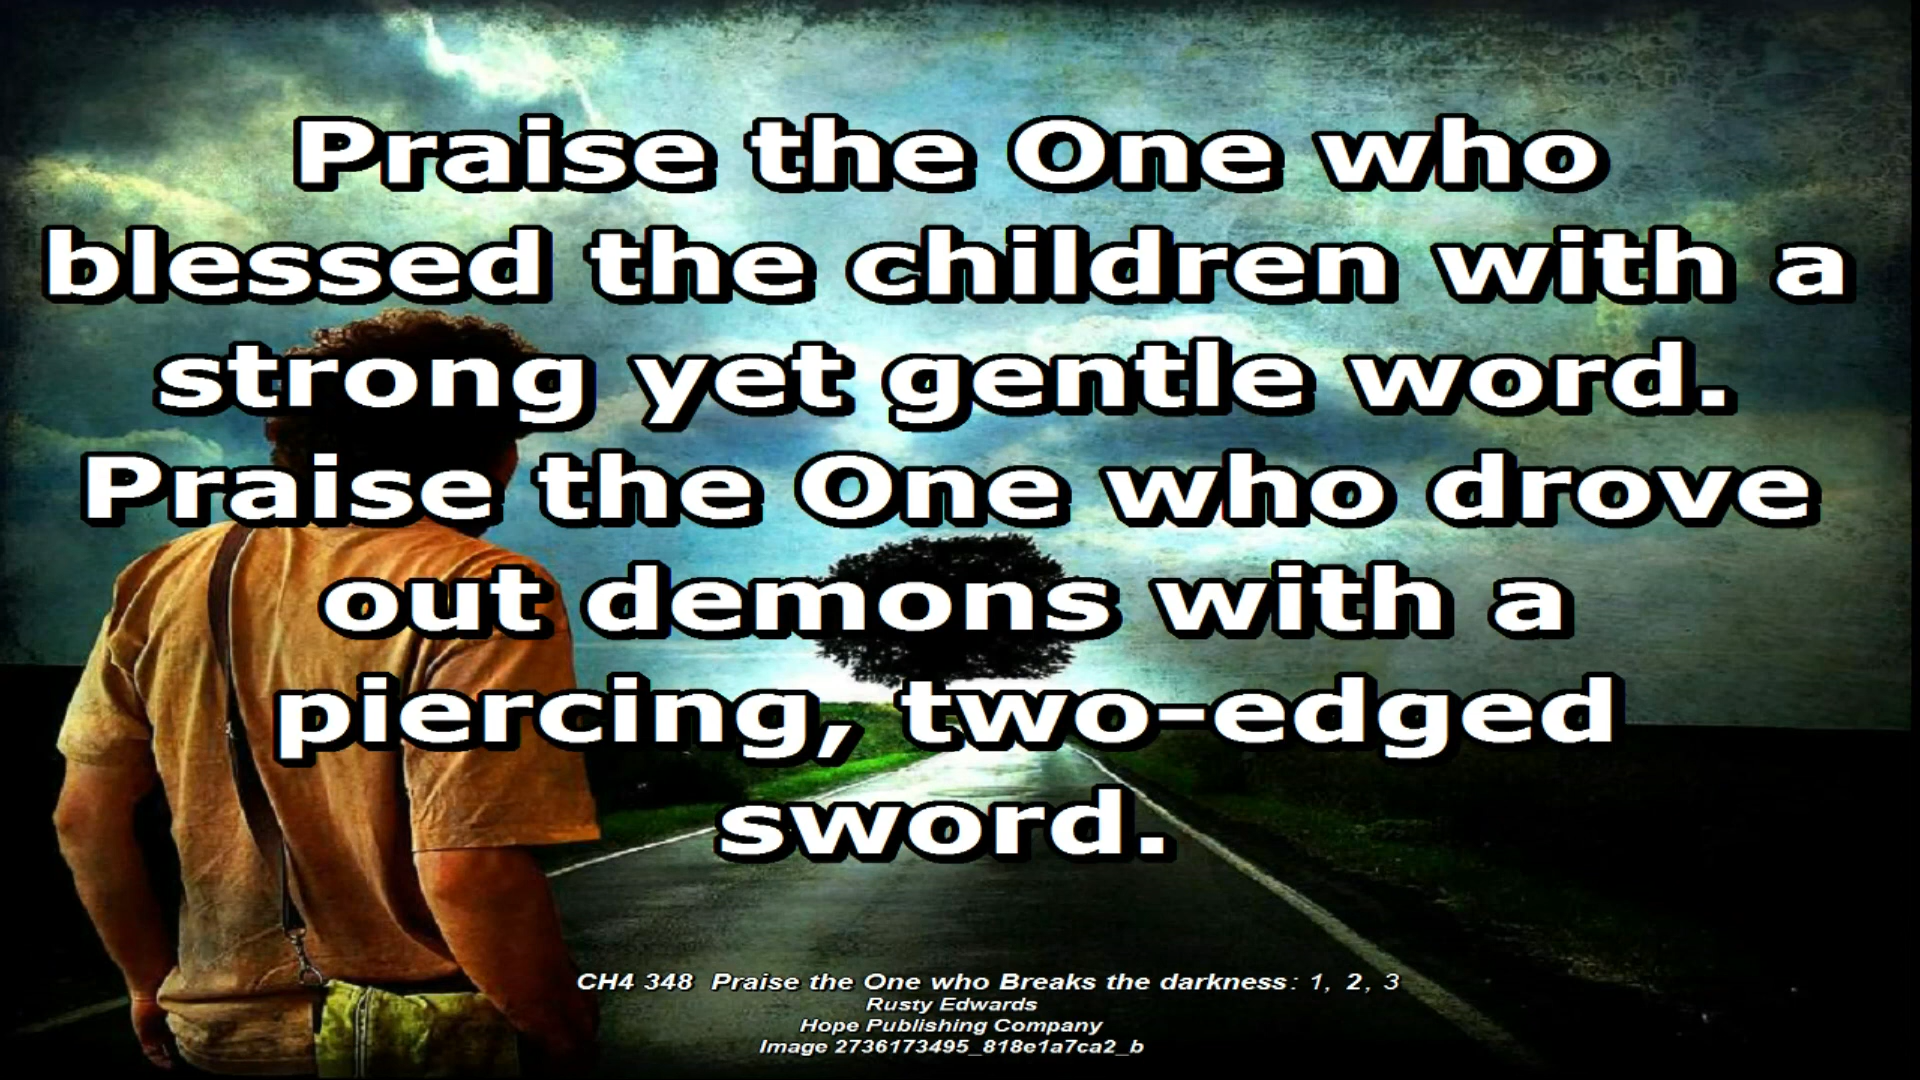 Praise the One who
blessed the children with a
strong yet gentle word.
Praise the One who drove
out demons with a
piercing, two-edged
sword.
CH4 348 Praise the One who Breaks the darkness: 1, 2, 3
Rusty Edwards
Hope Publishing Company
Image 2736173495_818e1a7ca2_b